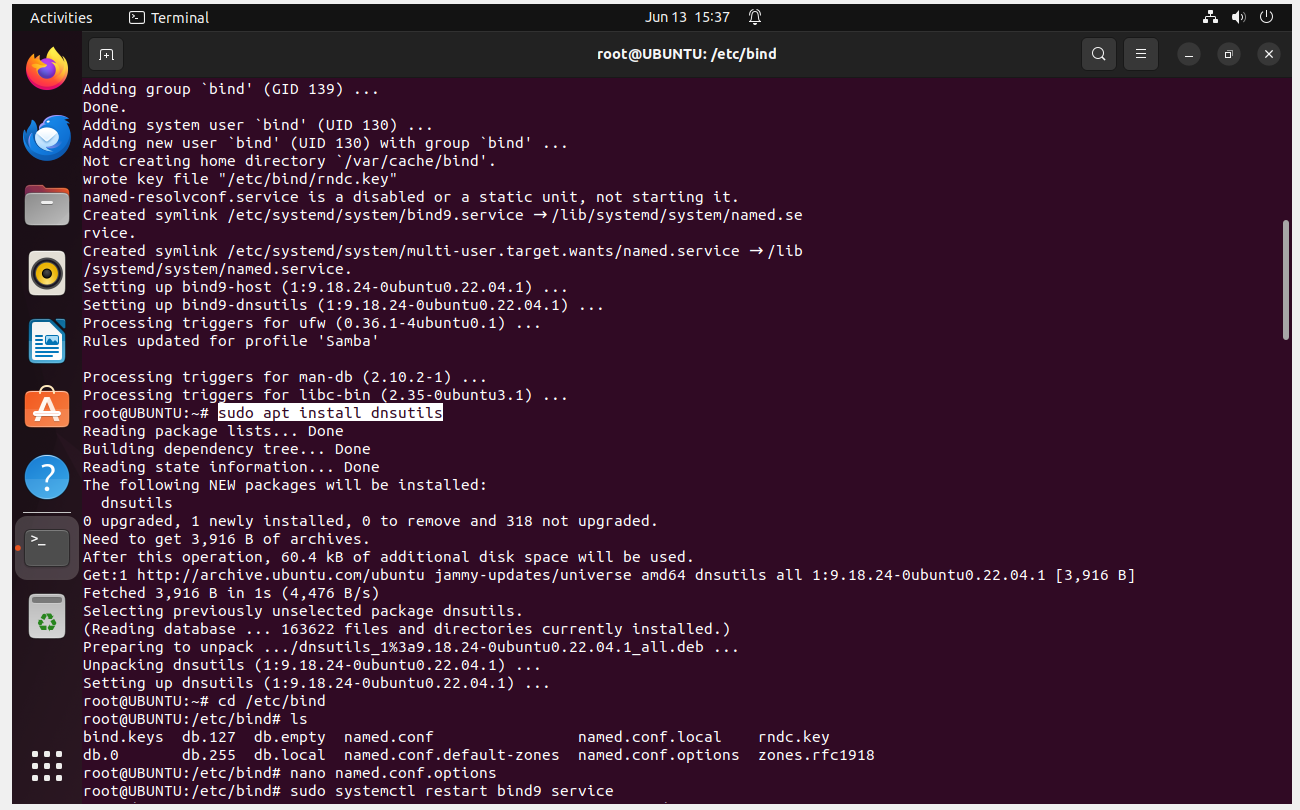 Activities Terminal Jun 13 15:37
root@UBUNTU: /etc/bind
Adding group `bind' (GID 139) ...
Done.
Adding system user `bind' (UID 130) ...
Adding new user `bind' (UID 130) with group `bind' ...
Not creating home directory `/var/cache/bind'.
wrote key file "/etc/bind/rndc.key"
named-resolvconf.service is a disabled or a static unit, not starting it.
Created symlink /etc/systemd/system/bind9.service → /lib/systemd/system/named.se
rvice.
Created symlink /etc/systemd/system/multi-user.target.wants/named.service → /lib
/systemd/system/named.service.
Setting up bind9-host (1:9.18.24-0ubuntu0.22.04.1) ...
Setting up bind9-dnsutils (1:9.18.24-0ubuntu0.22.04.1) ...
Processing triggers for ufw (0.36.1-4ubuntu0.1) ...
Rules updated for profile 'Samba'
Processing triggers for man-db (2.10.2-1) ...
Processing triggers for libc-bin (2.35-0ubuntu3.1) ...
root@UBUNTU:~# sudo apt install dnsutils
Reading package lists... Done
Building dependency tree... Done
Reading state information... Done
The following NEW packages will be installed:
  dnsutils
0 upgraded, 1 newly installed, 0 to remove and 318 not upgraded.
Need to get 3,916 B of archives.
After this operation, 60.4 kB of additional disk space will be used.
Get:1 http://archive.ubuntu.com/ubuntu jammy-updates/universe amd64 dnsutils all 1:9.18.24-0ubuntu0.22.04.1 [3,916 B]
Fetched 3,916 B in 1s (4,476 B/s)
Selecting previously unselected package dnsutils.
(Reading database ... 163622 files and directories currently installed.)
Preparing to unpack .../dnsutils_1%3a9.18.24-0ubuntu0.22.04.1_all.deb ...
Unpacking dnsutils (1:9.18.24-0ubuntu0.22.04.1) ...
Setting up dnsutils (1:9.18.24-0ubuntu0.22.04.1) ...
root@UBUNTU:~# cd /etc/bind
root@UBUNTU:/etc/bind# ls
bind.keys  db.127  db.empty  named.conf                named.conf.local    rndc.key
db.0       db.255  db.local  named.conf.default-zones  named.conf.options  zones.rfc1918
root@UBUNTU:/etc/bind# nano named.conf.options
root@UBUNTU:/etc/bind# sudo systemctl restart bind9 service